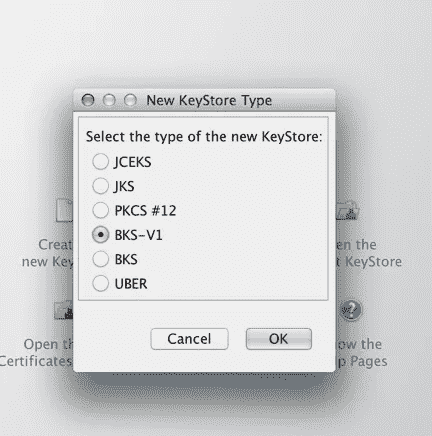 New KeyStore Type
Select the type of the new KeyStore:
JCEKS
JKS
PKCS #12
BKS-V1
BKS
UBER
Cancel
OK
Creat
en the
new Key
t KeyStore
Open th
ow the
Certificates
p Pages